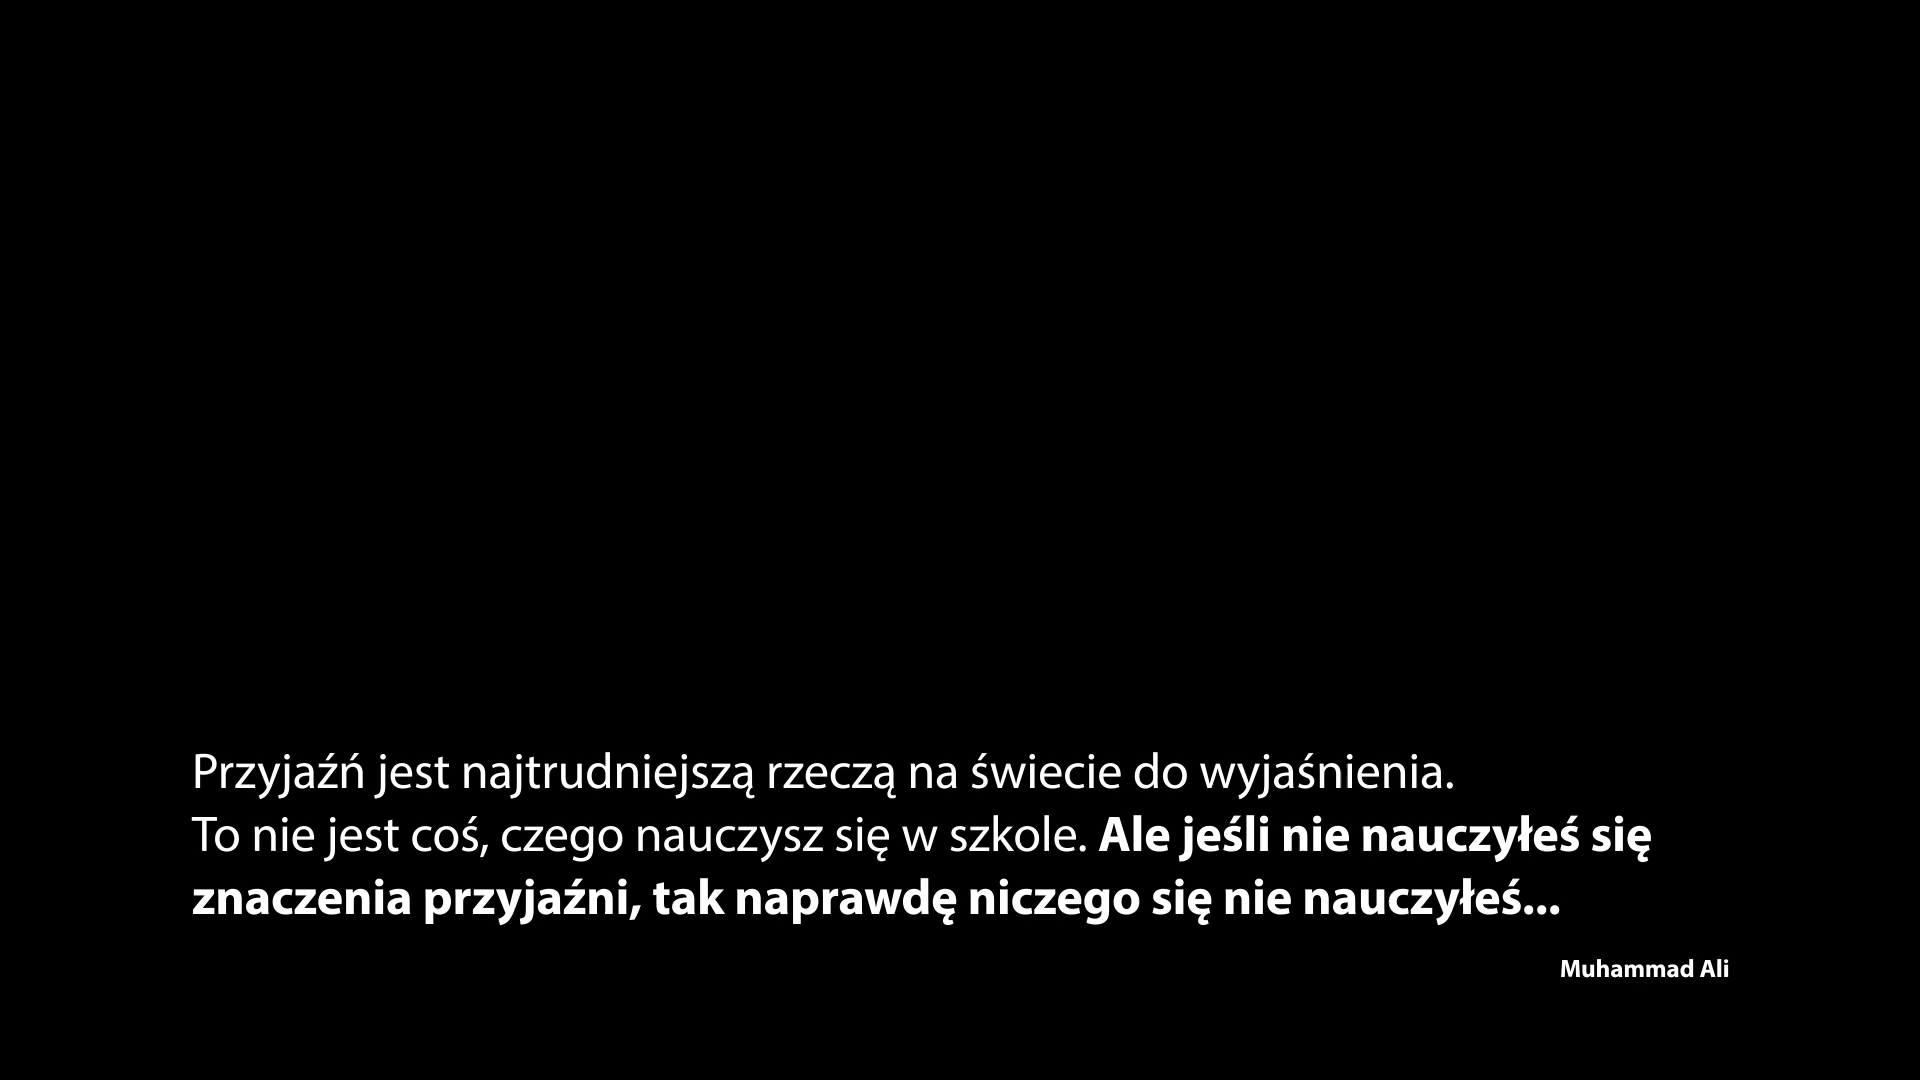 Przyjaźń jest najtrudniejszą rzeczą na świecie do wyjaśnienia.
To nie jest coś, czego nauczysz się w szkole. Ale jeśli nie nauczyłeś się
znaczenia przyjaźni, tak naprawdę niczego się nie nauczyłeś...
Muhammad Ali